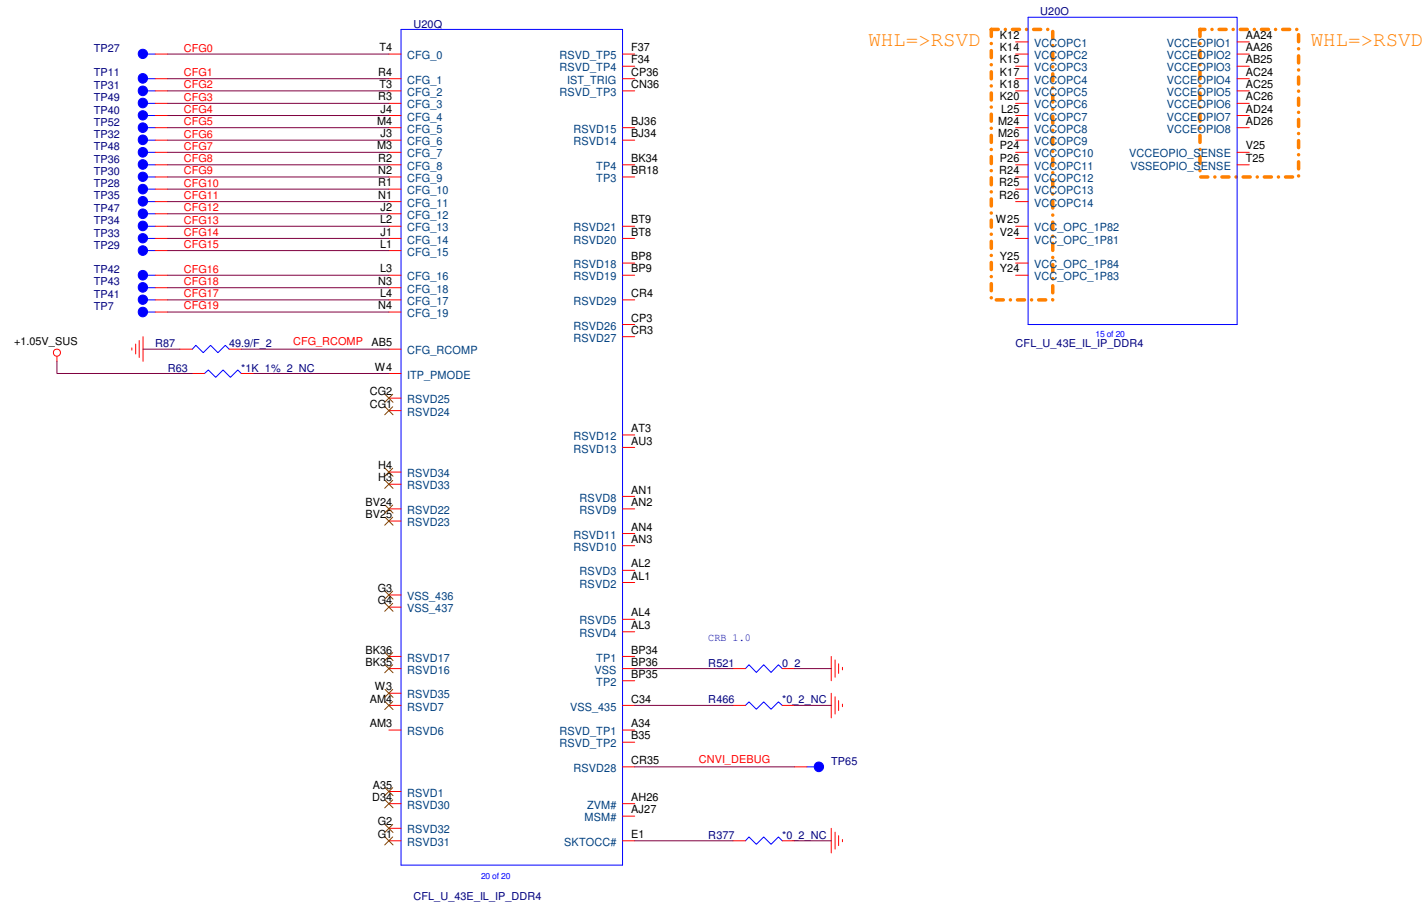 U20Q
TP27 CFG0 T4 CFG_0
TP11 CFG1 R4 CFG_1
TP31 CFG2 T3 CFG_2
TP49 CFG3 R3 CFG_3
TP40 CFG4 J4 CFG_4
TP52 CFG5 M4 CFG_5
TP32 CFG6 J3 CFG_6
TP48 CFG7 M3 CFG_7
TP36 CFG8 R2 CFG_8
TP30 CFG9 N2 CFG_9
TP28 CFG10 R1 CFG_10
TP35 CFG11 N1 CFG_11
TP47 CFG12 J2 CFG_12
TP34 CFG13 L2 CFG_13
TP33 CFG14 J1 CFG_14
TP29 CFG15 L1 CFG_15
TP42 CFG16 L3 CFG_16
TP43 CFG18 N3 CFG_18
TP41 CFG17 L4 CFG_17
TP7 CFG19 N4 CFG_19
+1.05V_SUS
R87 49.9/F_2 CFG_RCOMP AB5 CFG_RCOMP
R63 *1K_1%_2_NC W4 ITP_PMODE
CG2 RSVD25
CG1 RSVD24
H4 RSVD34
H3 RSVD33
BV24 RSVD22
BV25 RSVD23
G3 VSS_436
G4 VSS_437
BK36 RSVD17
BK35 RSVD16
W3 RSVD35
AM4 RSVD7
AM3 RSVD6
A35 RSVD1
D34 RSVD30
G2 RSVD32
G1 RSVD31
RSVD_TP5 F37
RSVD_TP4 F34
IST_TRIG CP36
RSVD_TP3 CN36
RSVD15 BJ36
RSVD14 BJ34
TP4 BK34
TP3 BR18
RSVD21 BT9
RSVD20 BT8
RSVD18 BP8
RSVD19 BP9
RSVD29 CR4
RSVD26 CP3
RSVD27 CR3
RSVD12 AT3
RSVD13 AU3
RSVD8 AN1
RSVD9 AN2
RSVD11 AN4
RSVD10 AN3
RSVD3 AL2
RSVD2 AL1
RSVD5 AL4
RSVD4 AL3
CRB 1.0
TP1 BP34
VSS BP36 R521 0_2
TP2 BP35
VSS_435 C34 R466 *0_2_NC
RSVD_TP1 A34
RSVD_TP2 B35
RSVD28 CR35 CNVI_DEBUG TP65
ZVM# AH26
MSM# AJ27
SKTOCC# E1 R377 *0_2_NC
20 of 20
CFL_U_43E_IL_IP_DDR4
U20O
WHL=>RSVD
WHL=>RSVD
K12 VCCOPC1
K14 VCCOPC2
K15 VCCOPC3
K17 VCCOPC4
K18 VCCOPC5
K20 VCCOPC6
L25 VCCOPC7
M24 VCCOPC8
M26 VCCOPC9
P24 VCCOPC10
P26 VCCOPC11
R24 VCCOPC12
R25 VCCOPC13
R26 VCCOPC14
W25 VCC_OPC_1P82
V24 VCC_OPC_1P81
Y25 VCC_OPC_1P84
Y24 VCC_OPC_1P83
VCCEOPIO1 AA24
VCCEOPIO2 AA26
VCCEOPIO3 AB25
VCCEOPIO4 AC24
VCCEOPIO5 AC25
VCCEOPIO6 AC26
VCCEOPIO7 AD24
VCCEOPIO8 AD26
VCCEOPIO_SENSE V25
VSSEOPIO_SENSE T25
15 of 20
CFL_U_43E_IL_IP_DDR4